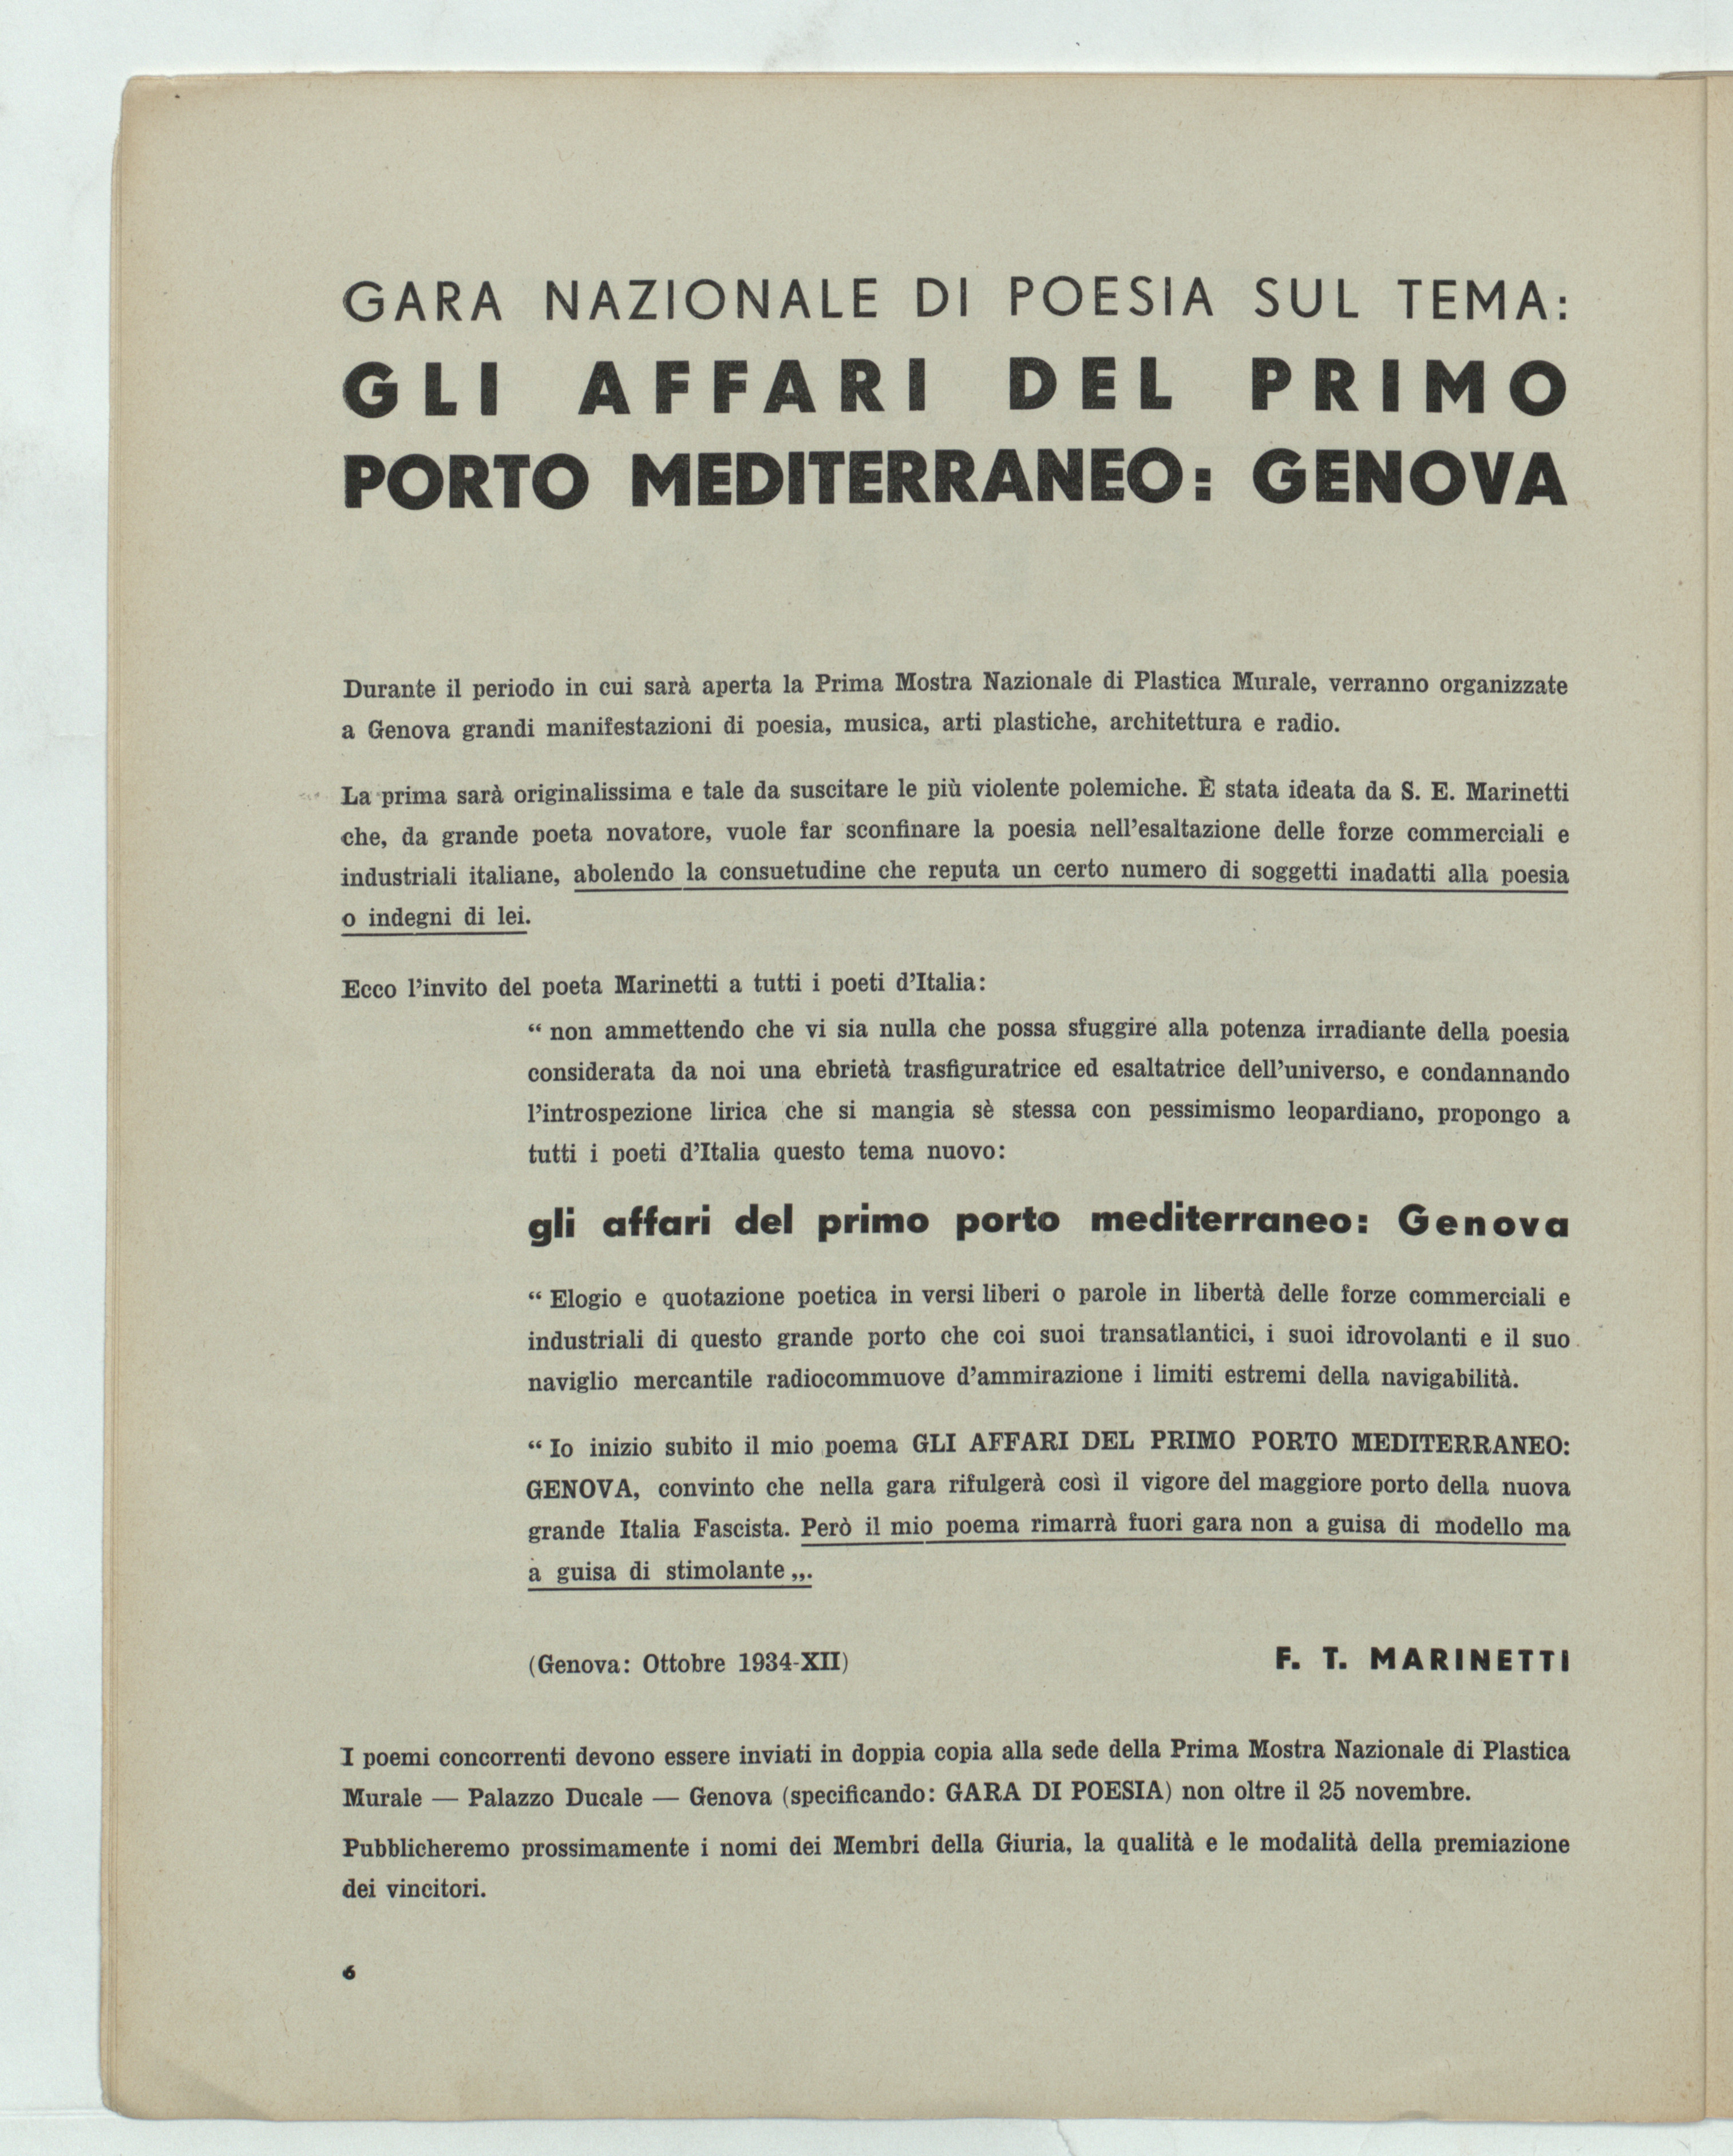 GARA NAZIONALE DI POESIA SUL TEMA:
GLI AFFARI DEL PRIMO
PORTO MEDITERRANEO: GENOVA
Durante il periodo in cui sarà aperta la Prima Mostra Nazionale di Plastica Murale, verranno organizzate
a Genova grandi manifestazioni di poesia, musica, arti plastiche, architettura e radio.
La prima sarà originalissima e tale da suscitare le più violente polemiche. È stata ideata da S. E. Marinetti
che, da grande poeta novatore, vuole far sconfinare la poesia nell'esaltazione delle forze commerciali e
industriali italiane, abolendo la consuetudine che reputa un certo numero di soggetti inadatti alla poesia
o indegni di lei.
Ecco l'invito del poeta Marinetti a tutti i poeti d'Italia:
“ non ammettendo che vi sia nulla che possa sfuggire alla potenza irradiante della poesia
considerata da noi una ebrietà trasfiguratrice ed esaltatrice dell'universo, e condannando
l'introspezione lirica che si mangia sè stessa con pessimismo leopardiano, propongo a
tutti i poeti d'Italia questo tema nuovo:
gli affari del primo porto mediterraneo: Genova
“ Elogio e quotazione poetica in versi liberi o parole in libertà delle forze commerciali e
industriali di questo grande porto che coi suoi transatlantici, i suoi idrovolanti e il suo
naviglio mercantile radiocommuove d'ammirazione i limiti estremi della navigabilità.
“ Io inizio subito il mio poema GLI AFFARI DEL PRIMO PORTO MEDITERRANEO:
GENOVA, convinto che nella gara rifulgerà così il vigore del maggiore porto della nuova
grande Italia Fascista. Però il mio poema rimarrà fuori gara non a guisa di modello ma
a guisa di stimolante „.
(Genova: Ottobre 1934-XII)
F. T. MARINETTI
I poemi concorrenti devono essere inviati in doppia copia alla sede della Prima Mostra Nazionale di Plastica
Murale — Palazzo Ducale — Genova (specificando: GARA DI POESIA) non oltre il 25 novembre.
Pubblicheremo prossimamente i nomi dei Membri della Giuria, la qualità e le modalità della premiazione
dei vincitori.
6